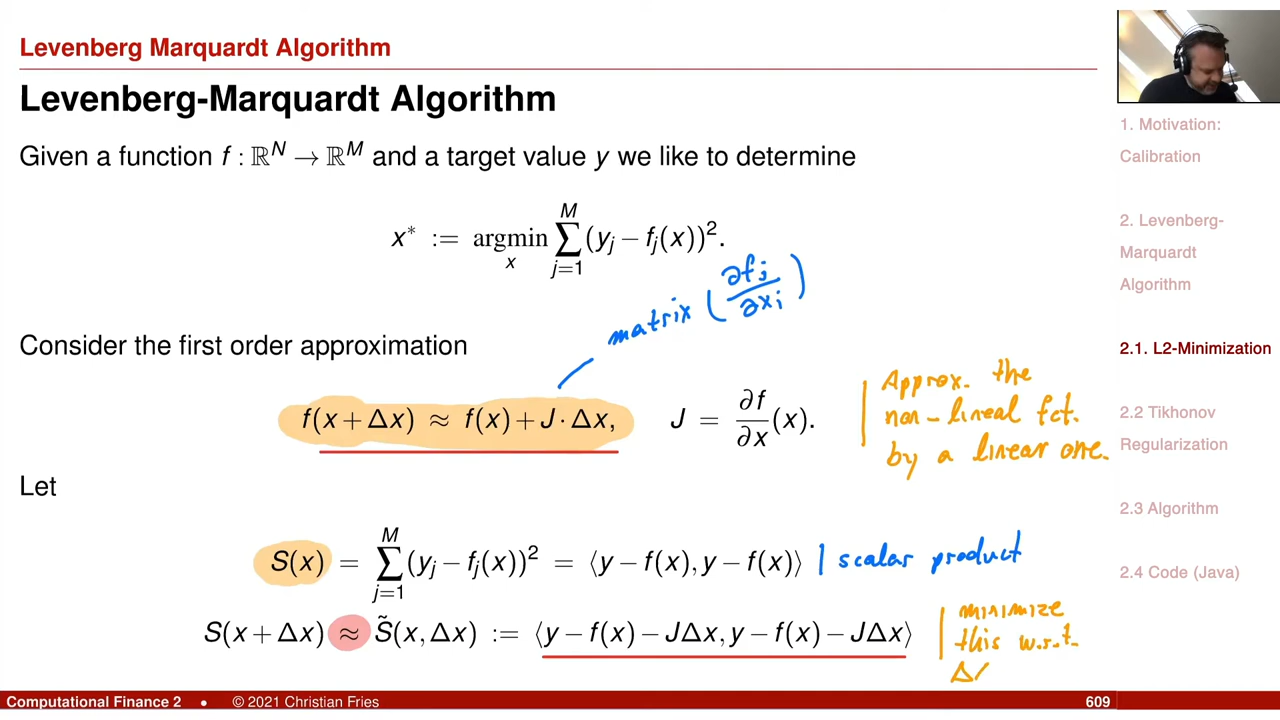 Levenberg Marquardt Algorithm
Levenberg-Marquardt Algorithm
Given a function f : ℝ^N → ℝ^M and a target value y we like to determine
x* := argmin_x ∑_{j=1}^{M} (y_j − f_j(x))².
matrix (∂f_j/∂x_i)
Consider the first order approximation
f(x + Δx) ≈ f(x) + J · Δx, J = ∂f/∂x (x).
Approx. the
non-lineal fct.
by a linear one.
Let
S(x) = ∑_{j=1}^{M} (y_j − f_j(x))² = ⟨y − f(x), y − f(x)⟩ | scalar product
S(x + Δx) ≈ S̃(x, Δx) := ⟨y − f(x) − JΔx, y − f(x) − JΔx⟩
minimize
this w.r.t.
Δ
1. Motivation:
Calibration
2. Levenberg-
Marquardt
Algorithm
2.1. L2-Minimization
2.2 Tikhonov
Regularization
2.3 Algorithm
2.4 Code (Java)
Computational Finance 2 • © 2021 Christian Fries 609